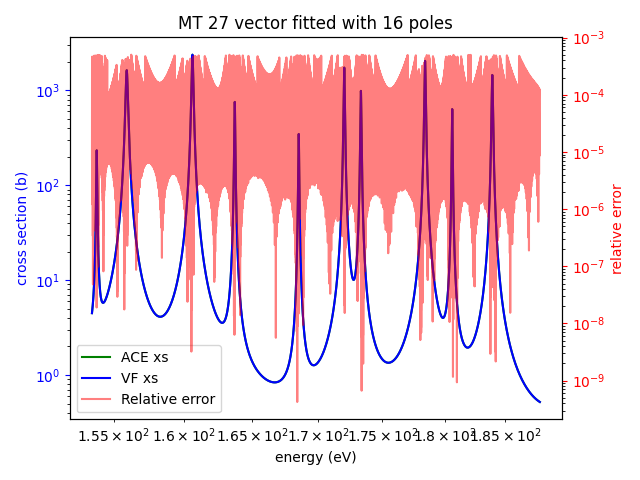 MT 27 vector fitted with 16 poles
cross section (b)
10³
10²
10¹
10⁰
10⁻³
10⁻⁴
10⁻⁵
10⁻⁶
10⁻⁷
10⁻⁸
10⁻⁹
relative error
ACE xs
VF xs
Relative error
1.55 × 10² 1.6 × 10² 1.65 × 10² 1.7 × 10² 1.75 × 10² 1.8 × 10² 1.85 × 10²
energy (eV)